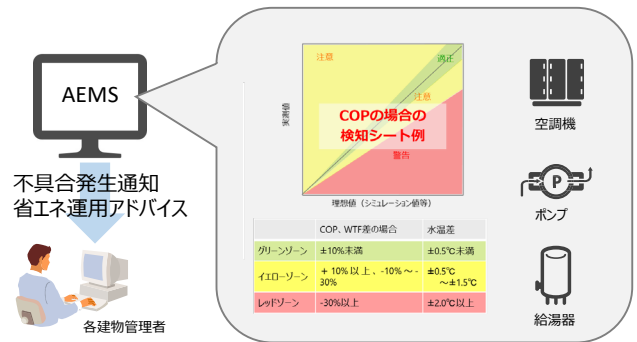 AEMS
不具合発生通知
省エネ運用アドバイス
各建物管理者
注意
適正
注意
COPの場合の
検知シート例
警告
実測値
理想値（シミュレーション値等）
COP、WTF差の場合 水温差
グリーンゾーン ±10%未満 ±0.5℃未満
イエローゾーン ＋10%以上、-10%～-30% ±0.5℃～±1.5℃
レッドゾーン -30%以上 ±2.0℃以上
空調機
P
ポンプ
給湯器